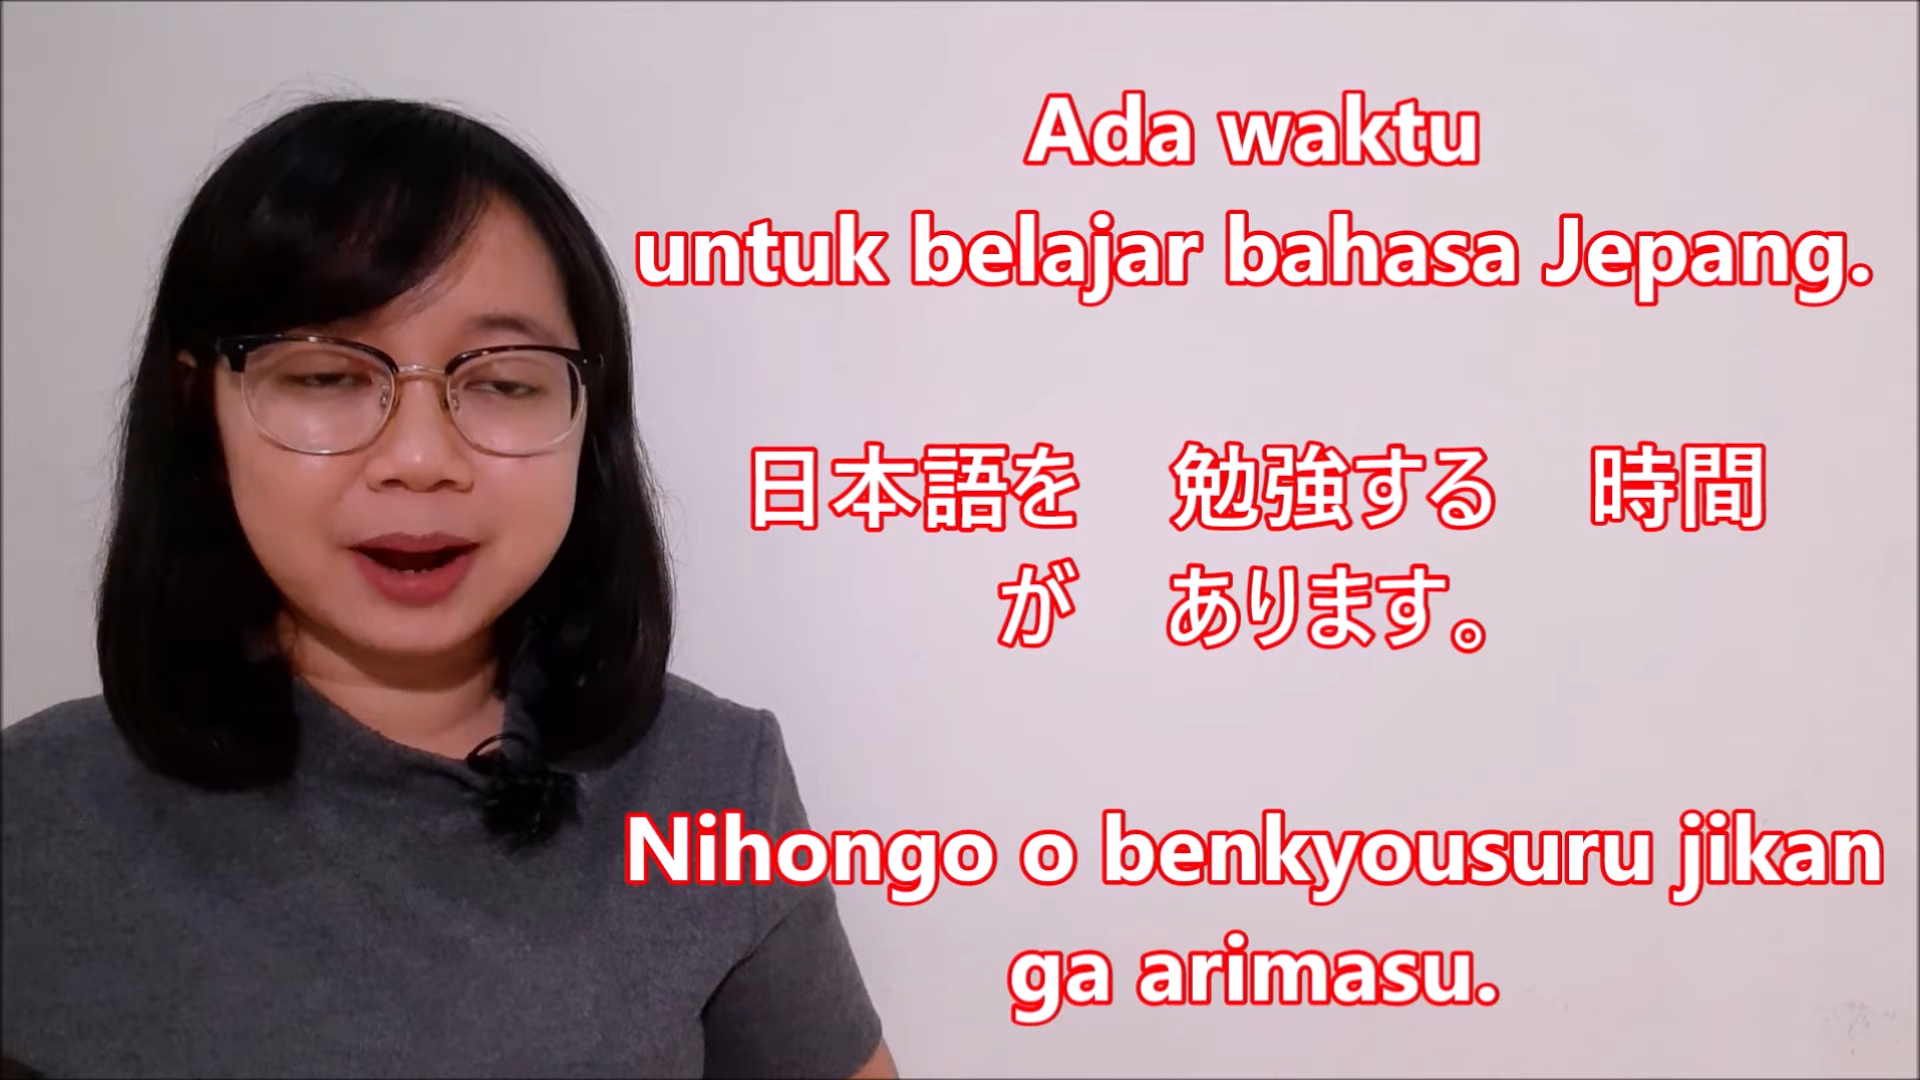 Ada waktu
untuk belajar bahasa Jepang.
日本語を　勉強する　時間
が　あります。
Nihongo o benkyousuru jikan
ga arimasu.